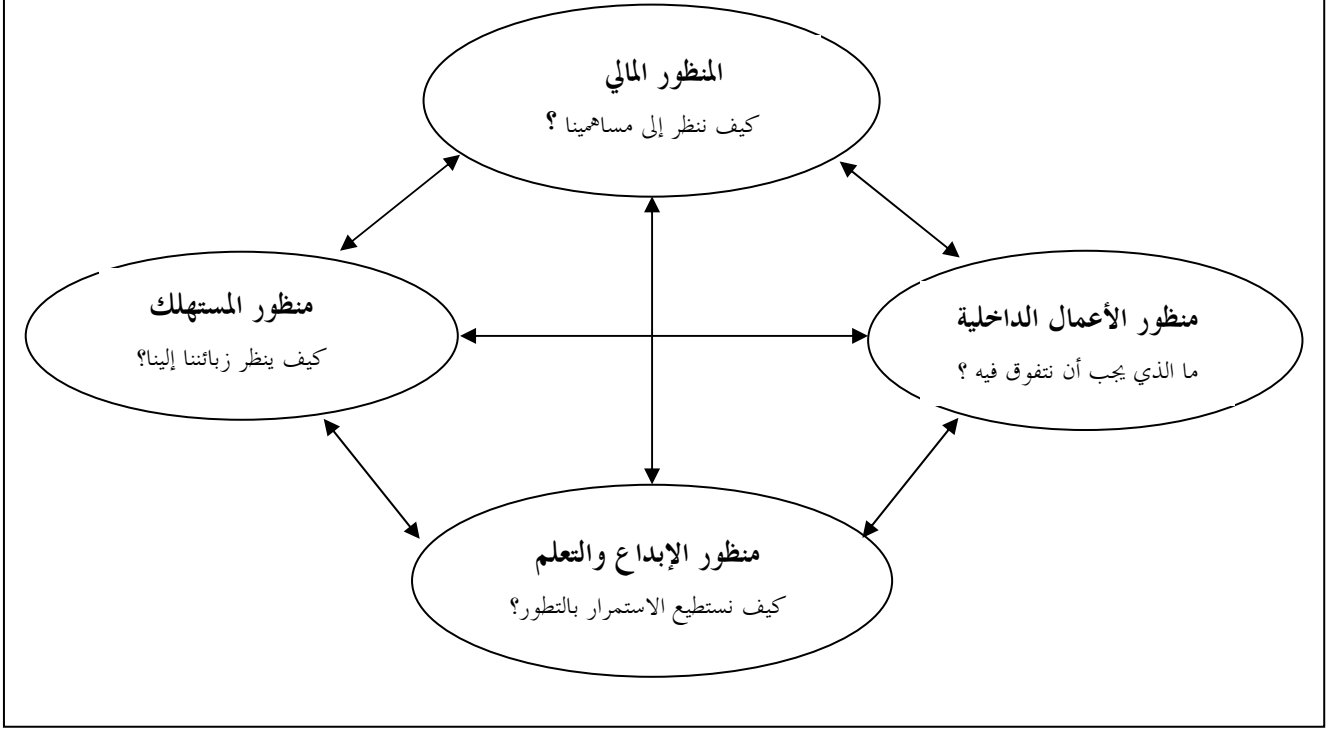 المنظور المالي
كيف ننظر إلى مساهمينا ؟
منظور المستهلك
كيف ينظر زبائننا إلينا؟
منظور الأعمال الداخلية
ما الذي يجب أن نتفوق فيه ؟
منظور الإبداع والتعلم
كيف نستطيع الاستمرار بالتطور؟